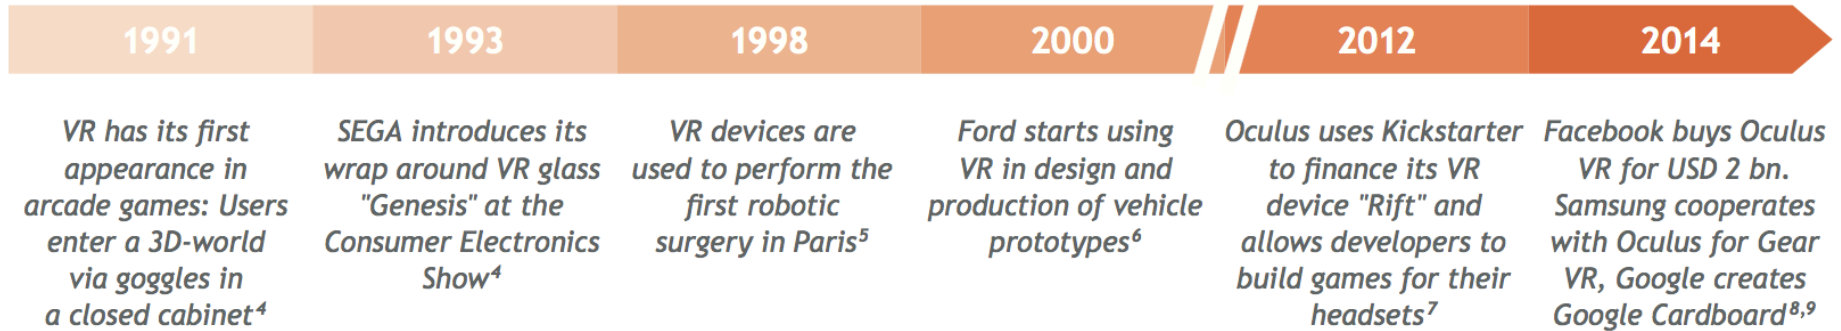 1991
VR has its first
appearance in
arcade games: Users
enter a 3D-world
via goggles in
a closed cabinet4
1993
SEGA introduces its
wrap around VR glass
"Genesis" at the
Consumer Electronics
Show4
1998
VR devices are
used to perform the
first robotic
surgery in Paris5
2000
Ford starts using
VR in design and
production of vehicle
prototypes6
2012
Oculus uses Kickstarter
to finance its VR
device "Rift" and
allows developers to
build games for their
headsets7
2014
Facebook buys Oculus
VR for USD 2 bn.
Samsung cooperates
with Oculus for Gear
VR, Google creates
Google Cardboard8,9